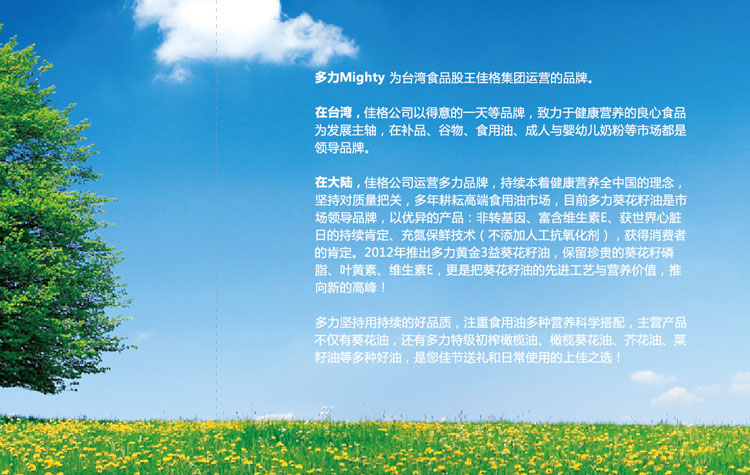 多力Mighty 为台湾食品股王佳格集团运营的品牌。
在台湾，佳格公司以得意的一天等品牌，致力于健康营养的良心食品
为发展主轴，在补品、谷物、食用油、成人与婴幼儿奶粉等市场都是
领导品牌。
在大陆，佳格公司运营多力品牌，持续本着健康营养全中国的理念，
坚持对质量把关，多年耕耘高端食用油市场，目前多力葵花籽油是市
场领导品牌，以优异的产品：非转基因、富含维生素E、获世界心脏
日的持续肯定、充氮保鲜技术（不添加人工抗氧化剂），获得消费者
的肯定。2012年推出多力黄金3益葵花籽油，保留珍贵的葵花籽磷
脂、叶黄素、维生素E，更是把葵花籽油的先进工艺与营养价值，推
向新的高峰！
多力坚持用持续的好品质，注重食用油多种营养科学搭配，主营产品
不仅有葵花油，还有多力特级初榨橄榄油、橄榄葵花油、芥花油、菜
籽油等多种好油，是您佳节送礼和日常使用的上佳之选！